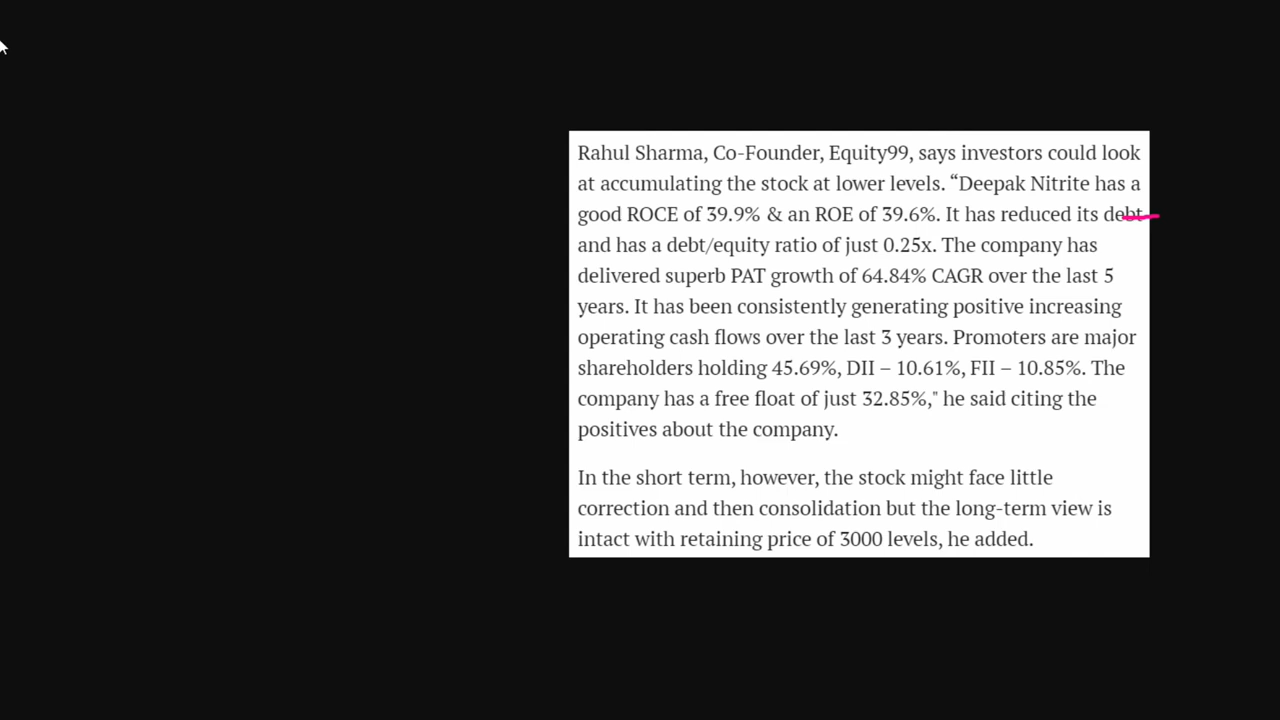 Rahul Sharma, Co-Founder, Equity99, says investors could look
at accumulating the stock at lower levels. “Deepak Nitrite has a
good ROCE of 39.9% & an ROE of 39.6%. It has reduced its debt
and has a debt/equity ratio of just 0.25x. The company has
delivered superb PAT growth of 64.84% CAGR over the last 5
years. It has been consistently generating positive increasing
operating cash flows over the last 3 years. Promoters are major
shareholders holding 45.69%, DII – 10.61%, FII – 10.85%. The
company has a free float of just 32.85%," he said citing the
positives about the company.
In the short term, however, the stock might face little
correction and then consolidation but the long-term view is
intact with retaining price of 3000 levels, he added.